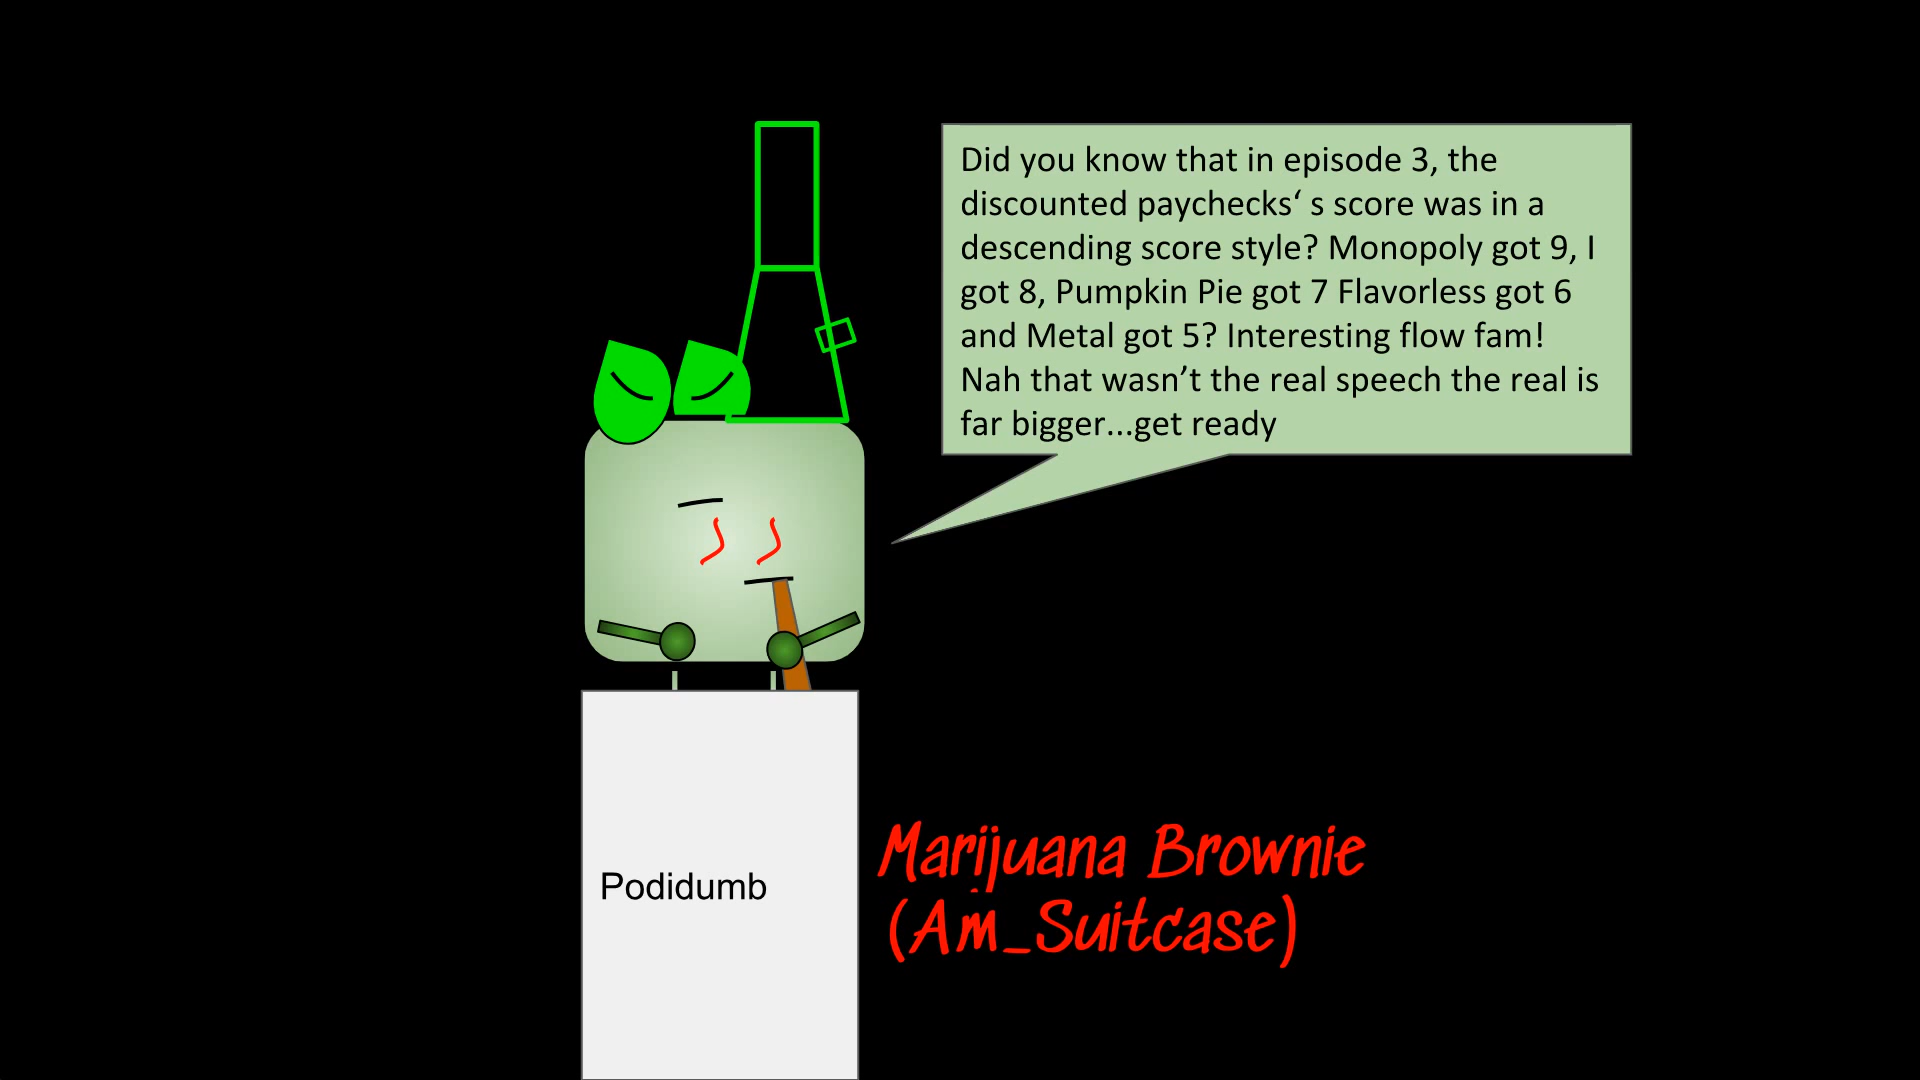 Did you know that in episode 3, the
discounted paychecks‘ s score was in a
descending score style? Monopoly got 9, I
got 8, Pumpkin Pie got 7 Flavorless got 6
and Metal got 5? Interesting flow fam!
Nah that wasn’t the real speech the real is
far bigger...get ready
Podidumb
Marijuana Brownie
(Am_Suitcase)